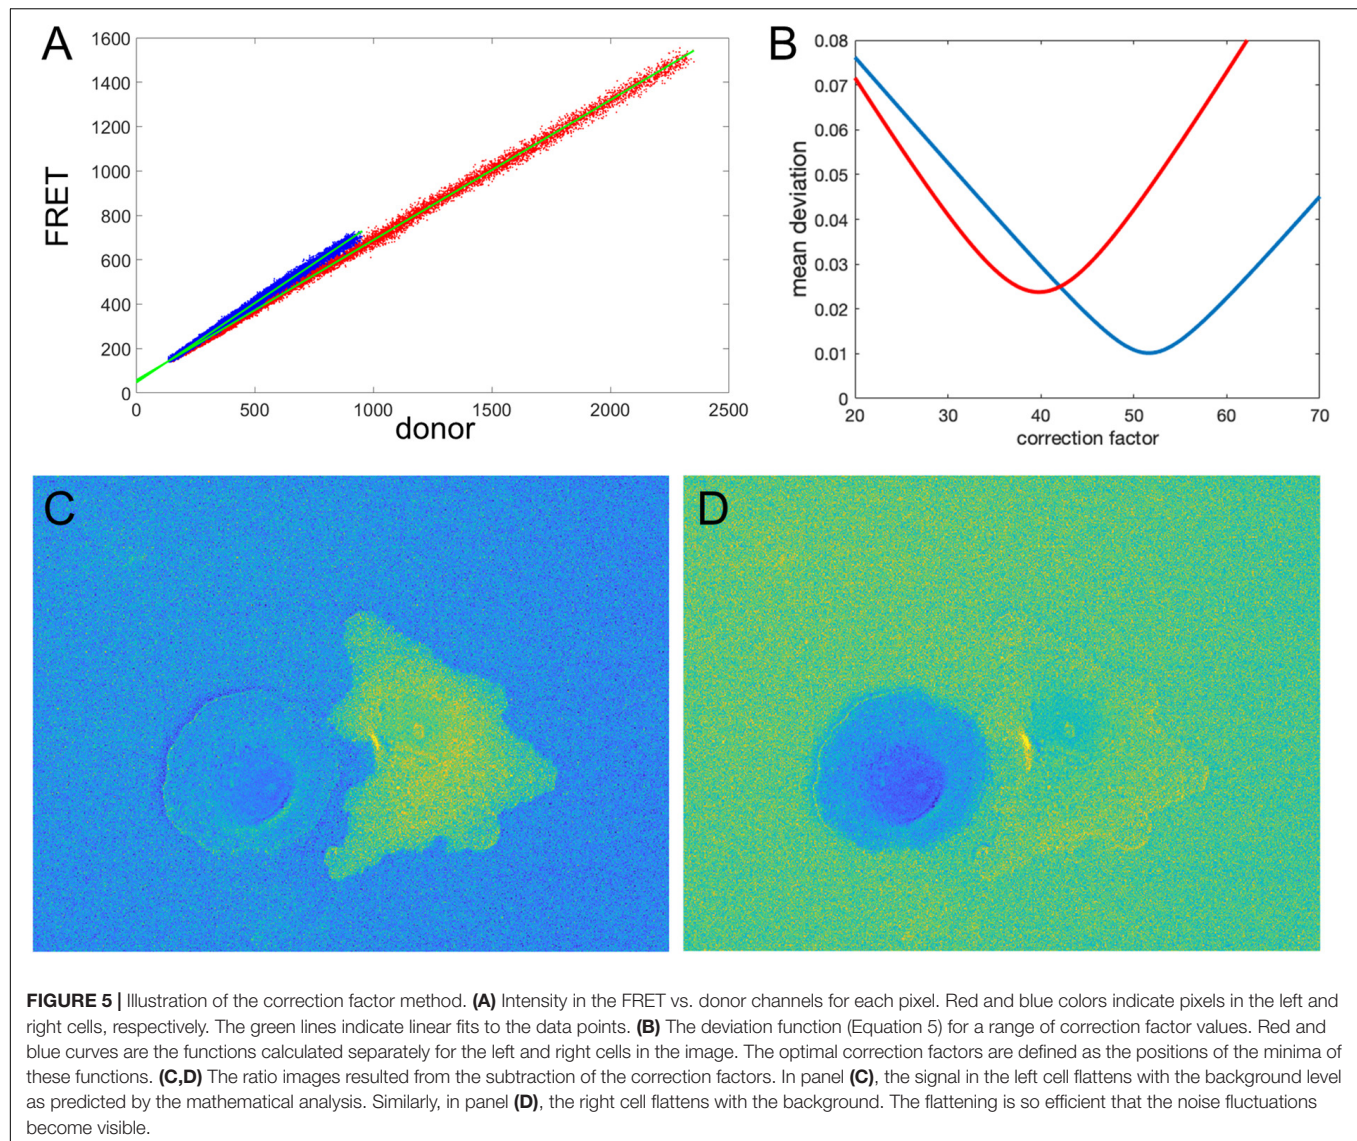 A
1600
1400
1200
1000
800
600
400
200
0
FRET
0 500 1000 1500 2000 2500
donor
B
0.08
0.07
0.06
0.05
0.04
0.03
0.02
0.01
0
mean deviation
20 30 40 50 60 70
correction factor
C
D
FIGURE 5 | Illustration of the correction factor method. (A) Intensity in the FRET vs. donor channels for each pixel. Red and blue colors indicate pixels in the left and
right cells, respectively. The green lines indicate linear fits to the data points. (B) The deviation function (Equation 5) for a range of correction factor values. Red and
blue curves are the functions calculated separately for the left and right cells in the image. The optimal correction factors are defined as the positions of the minima of
these functions. (C,D) The ratio images resulted from the subtraction of the correction factors. In panel (C), the signal in the left cell flattens with the background level
as predicted by the mathematical analysis. Similarly, in panel (D), the right cell flattens with the background. The flattening is so efficient that the noise fluctuations
become visible.